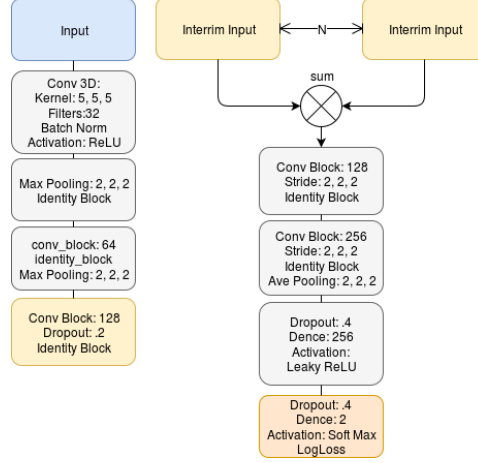 Input
Conv 3D:
Kernel: 5, 5, 5
Filters:32
Batch Norm
Activation: ReLU
Max Pooling: 2, 2, 2
Identity Block
conv_block: 64
identity_block
Max Pooling: 2, 2, 2
Conv Block: 128
Dropout: .2
Identity Block
Interrim Input
N
Interrim Input
sum
Conv Block: 128
Stride: 2, 2, 2
Identity Block
Conv Block: 256
Stride: 2, 2, 2
Identity Block
Ave Pooling: 2, 2, 2
Dropout: .4
Dence: 256
Activation:
Leaky ReLU
Dropout: .4
Dence: 2
Activation: Soft Max
LogLoss